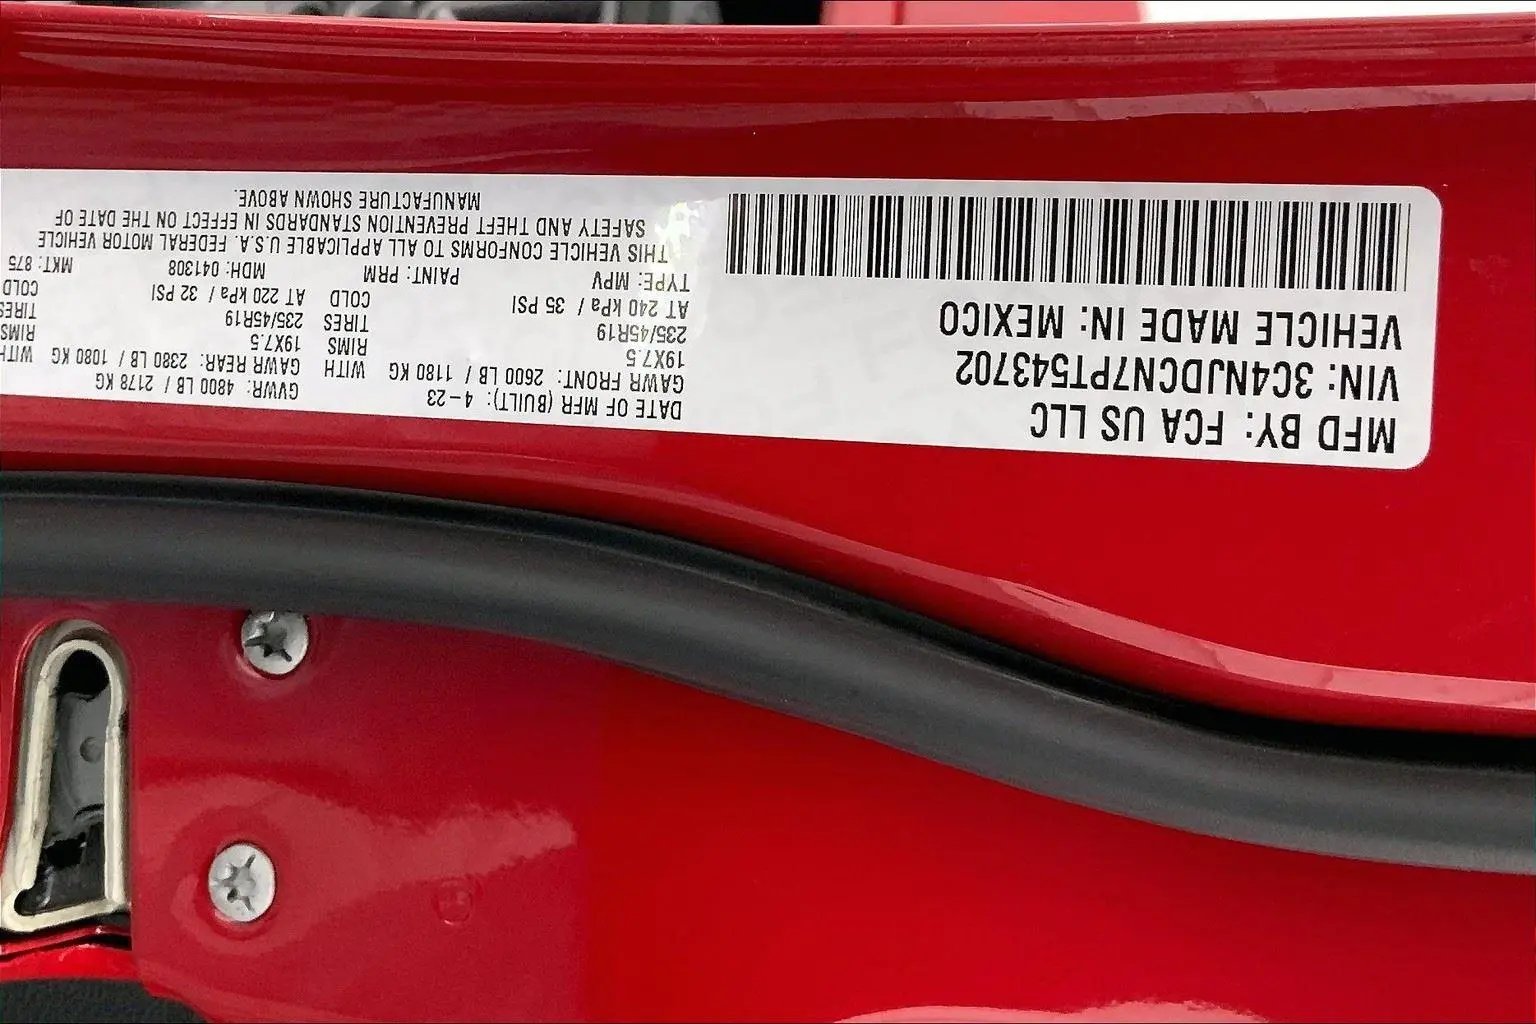 MFD BY: FCA US LLC
VIN: 3C4NJDCN7PT543702
VEHICLE MADE IN: MEXICO
DATE OF MFR (BUILT): 4-23 GVWR: 4800 LB / 2178 KG
GAWR FRONT: 2600 LB / 1180 KG WITH GAWR REAR: 2380 LB / 1080 KG WITH
19X7.5 RIMS 19X7.5 RIMS
235/45R19 TIRES 235/45R19 TIRES
AT 240 kPa / 35 PSI COLD AT 220 kPa / 32 PSI COLD
TYPE: MPV PAINT: PRM MDH: 041308 MKT: 875
THIS VEHICLE CONFORMS TO ALL APPLICABLE U.S.A. FEDERAL MOTOR VEHICLE
SAFETY AND THEFT PREVENTION STANDARDS IN EFFECT ON THE DATE OF
MANUFACTURE SHOWN ABOVE.